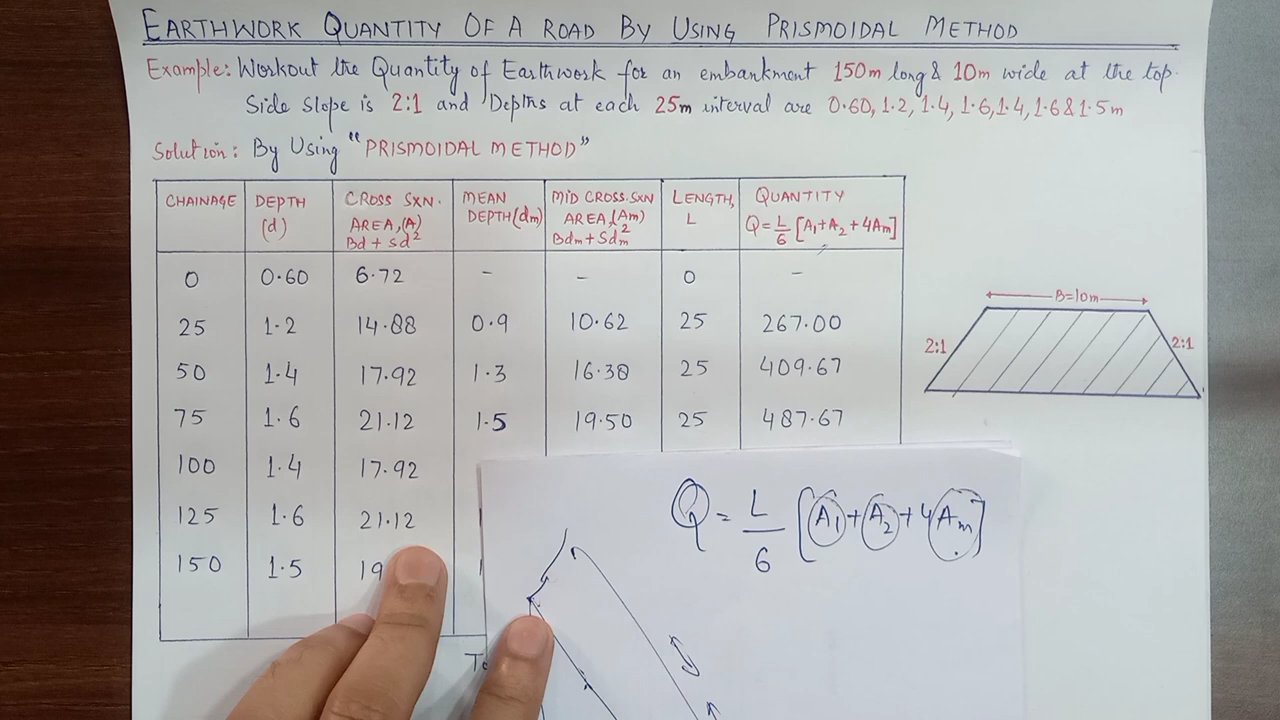 EARTHWORK QUANTITY OF A ROAD BY USING PRISMOIDAL METHOD
Example: Workout the Quantity of Earthwork for an embankment 150m long & 10m wide at the top.
Side slope is 2:1 and Depths at each 25m interval are 0.60, 1.2, 1.4, 1.6, 1.4, 1.6 & 1.5m
Solution: By Using "PRISMOIDAL METHOD"
CHAINAGE DEPTH (d) CROSS SXN. AREA, (A) Bd + Sd² MEAN DEPTH (dm) MID CROSS. SXN AREA, (Am) Bdm + Sdm² LENGTH, L QUANTITY Q = L/6 [A1+A2+4Am]
0 0.60 6.72 - - 0 -
25 1.2 14.88 0.9 10.62 25 267.00
50 1.4 17.92 1.3 16.38 25 409.67
75 1.6 21.12 1.5 19.50 25 487.67
100 1.4 17.92
125 1.6 21.12
150 1.5 19
B=10m
2:1
2:1
Q = L/6 [A1+A2+4Am]